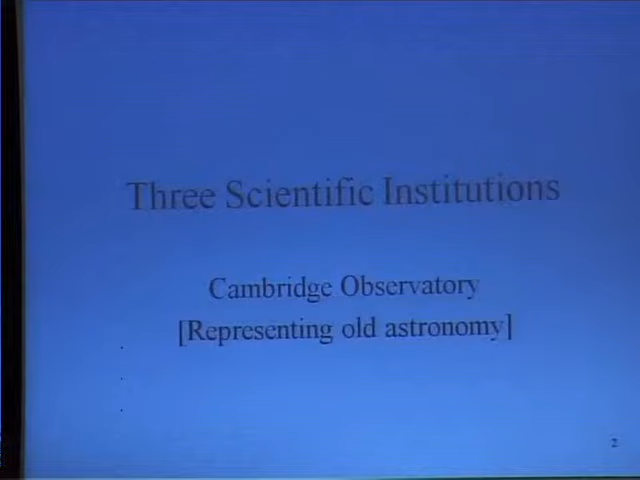 Three Scientific Institutions
Cambridge Observatory
[Representing old astronomy]
2